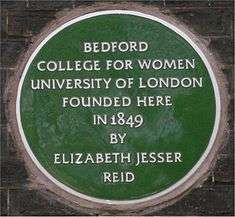 BEDFORD
COLLEGE FOR WOMEN
UNIVERSITY OF LONDON
FOUNDED HERE
IN 1849
BY
ELIZABETH JESSER
REID